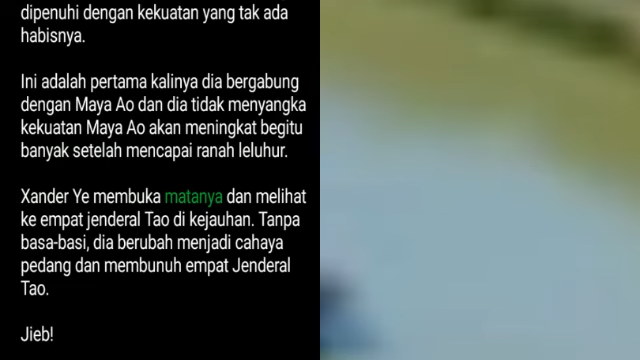 dipenuhi dengan kekuatan yang tak ada
habisnya.
Ini adalah pertama kalinya dia bergabung
dengan Maya Ao dan dia tidak menyangka
kekuatan Maya Ao akan meningkat begitu
banyak setelah mencapai ranah leluhur.
Xander Ye membuka matanya dan melihat
ke empat jenderal Tao di kejauhan. Tanpa
basa-basi, dia berubah menjadi cahaya
pedang dan membunuh empat Jenderal
Tao.
Jieb!